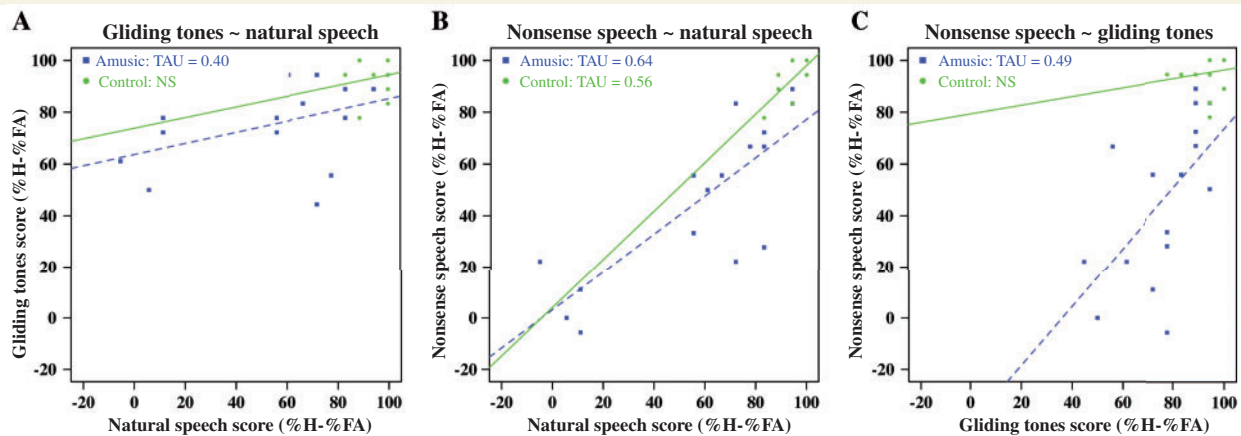 A
Gliding tones ~ natural speech
Amusic: TAU = 0.40
Control: NS
Gliding tones score (%H-%FA)
100
80
60
40
20
0
-20
-20 0 20 40 60 80 100
Natural speech score (%H-%FA)
B
Nonsense speech ~ natural speech
Amusic: TAU = 0.64
Control: TAU = 0.56
Nonsense speech score (%H-%FA)
100
80
60
40
20
0
-20
-20 0 20 40 60 80 100
Natural speech score (%H-%FA)
C
Nonsense speech ~ gliding tones
Amusic: TAU = 0.49
Control: NS
Nonsense speech score (%H-%FA)
100
80
60
40
20
0
-20
-20 0 20 40 60 80 100
Gliding tones score (%H-%FA)